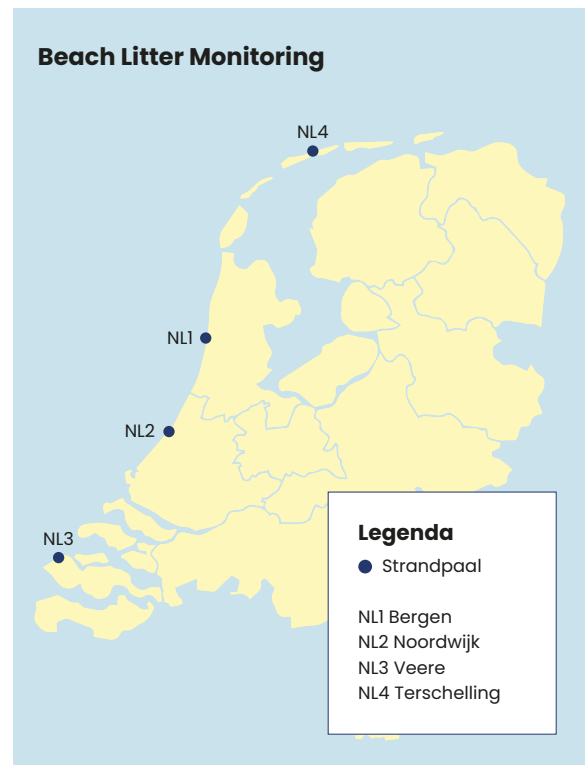 Beach Litter Monitoring
NL4
NL1
NL2
NL3
Legenda
Strandpaal
NL1 Bergen
NL2 Noordwijk
NL3 Veere
NL4 Terschelling